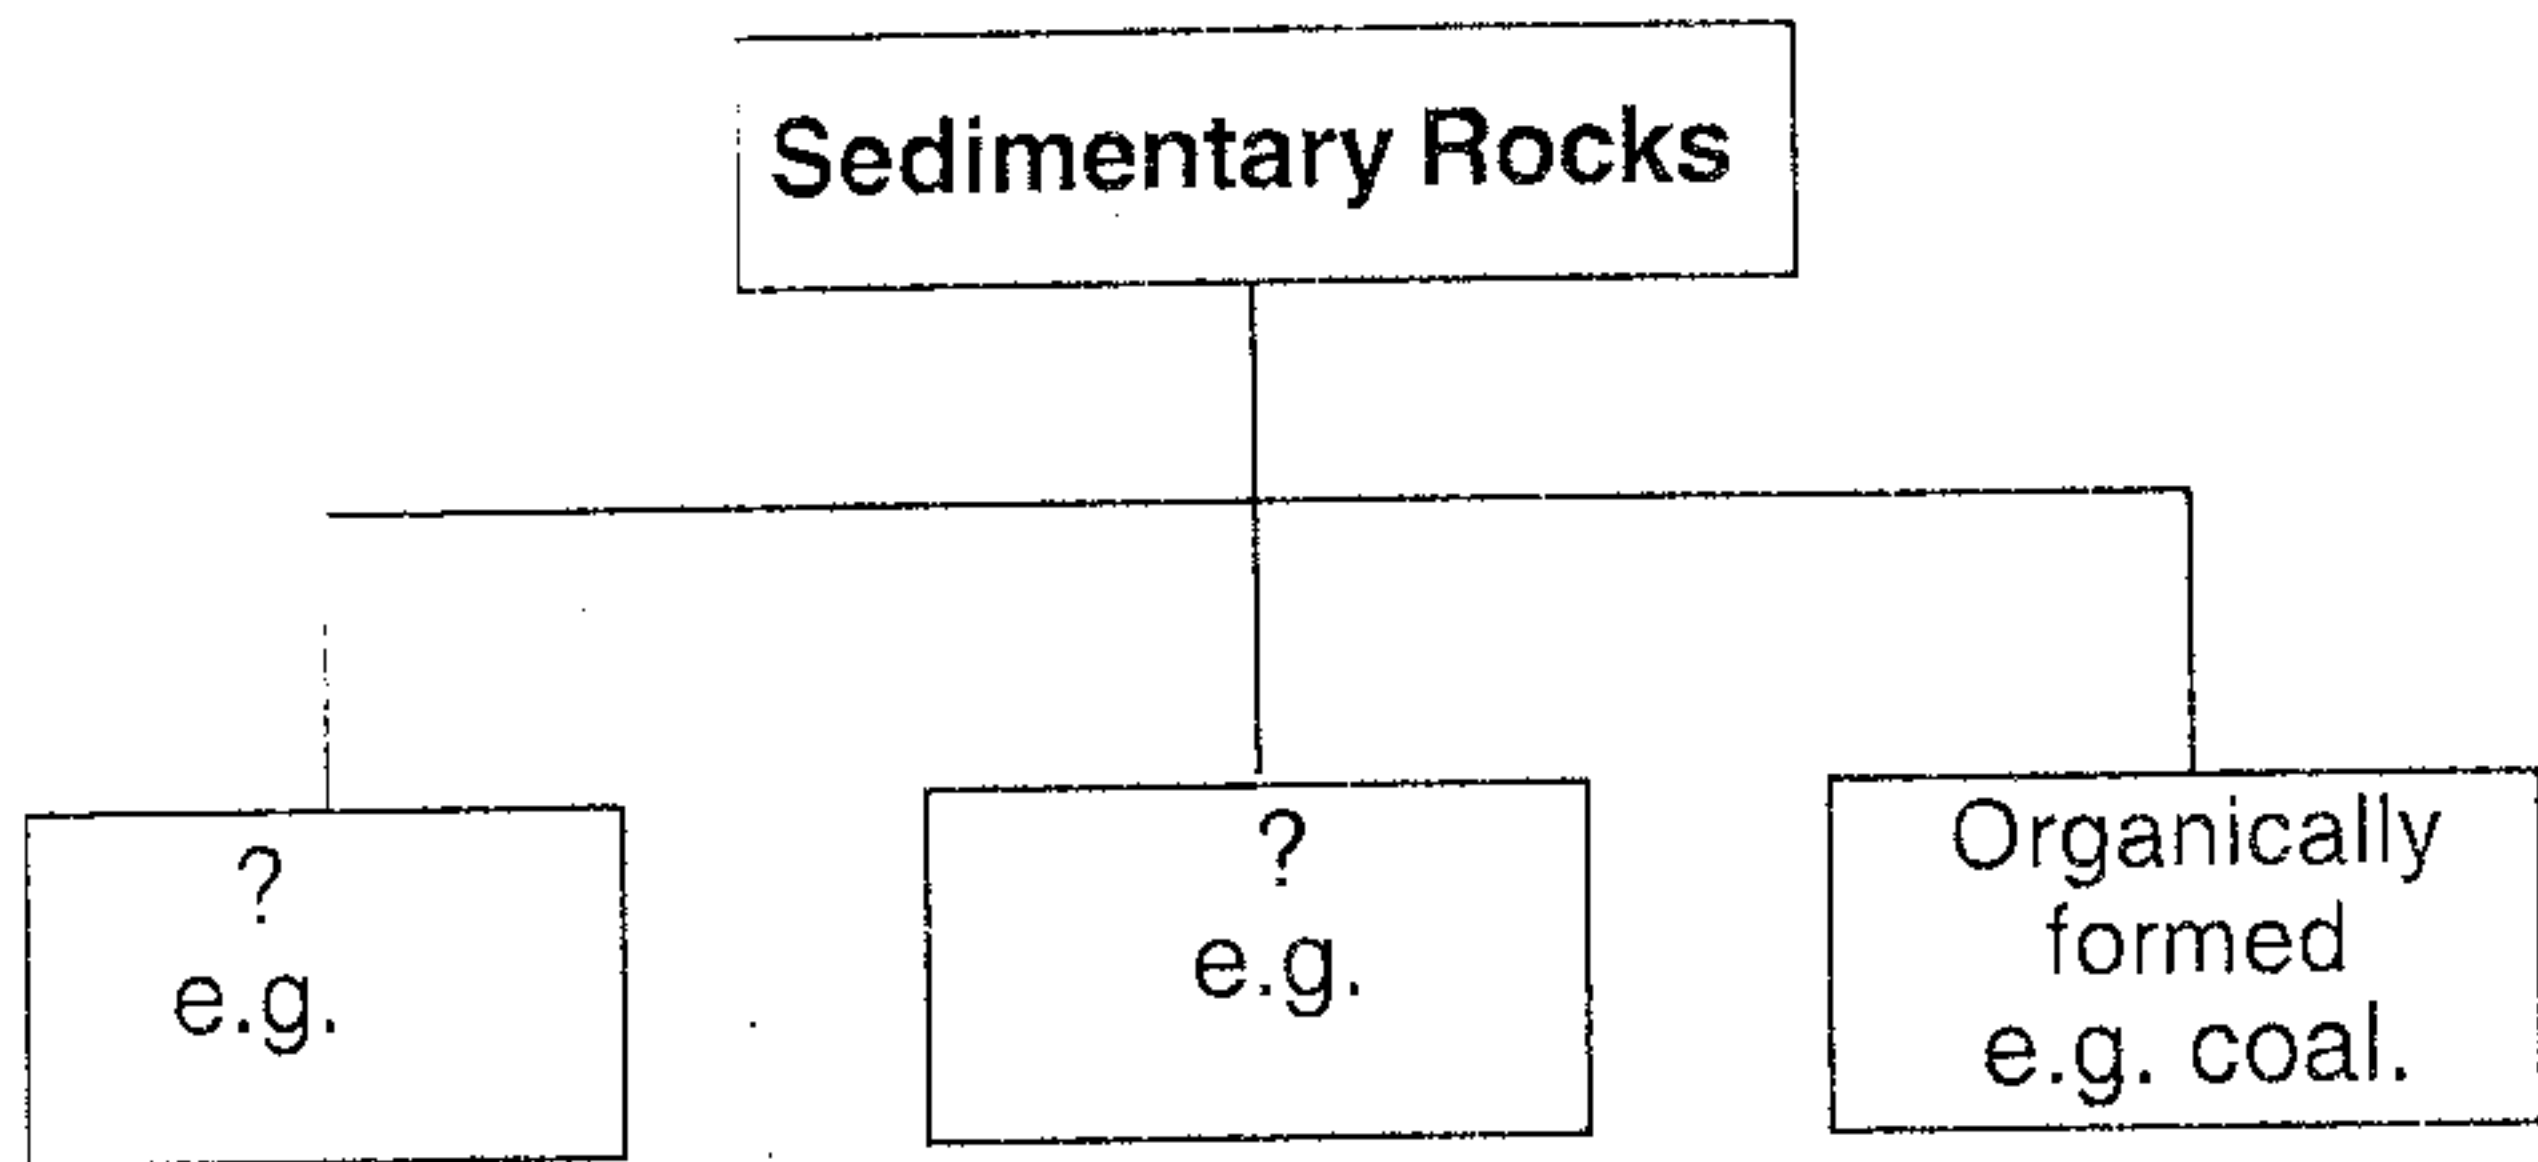 Sedimentary Rocks
?
e.g.
?
e.g.
Organically
formed
e.g. coal.